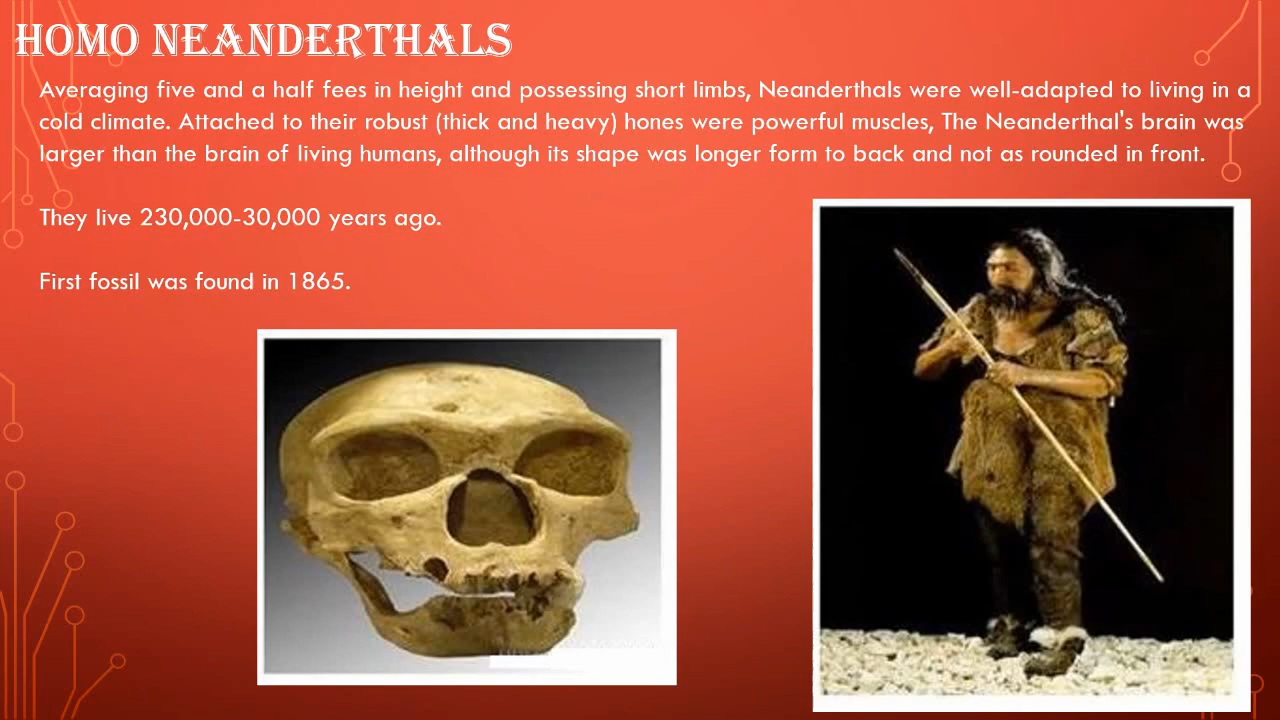 HOMO NEANDERTHALS
Averaging five and a half fees in height and possessing short limbs, Neanderthals were well-adapted to living in a
cold climate. Attached to their robust (thick and heavy) hones were powerful muscles, The Neanderthal's brain was
larger than the brain of living humans, although its shape was longer form to back and not as rounded in front.
They live 230,000-30,000 years ago.
First fossil was found in 1865.